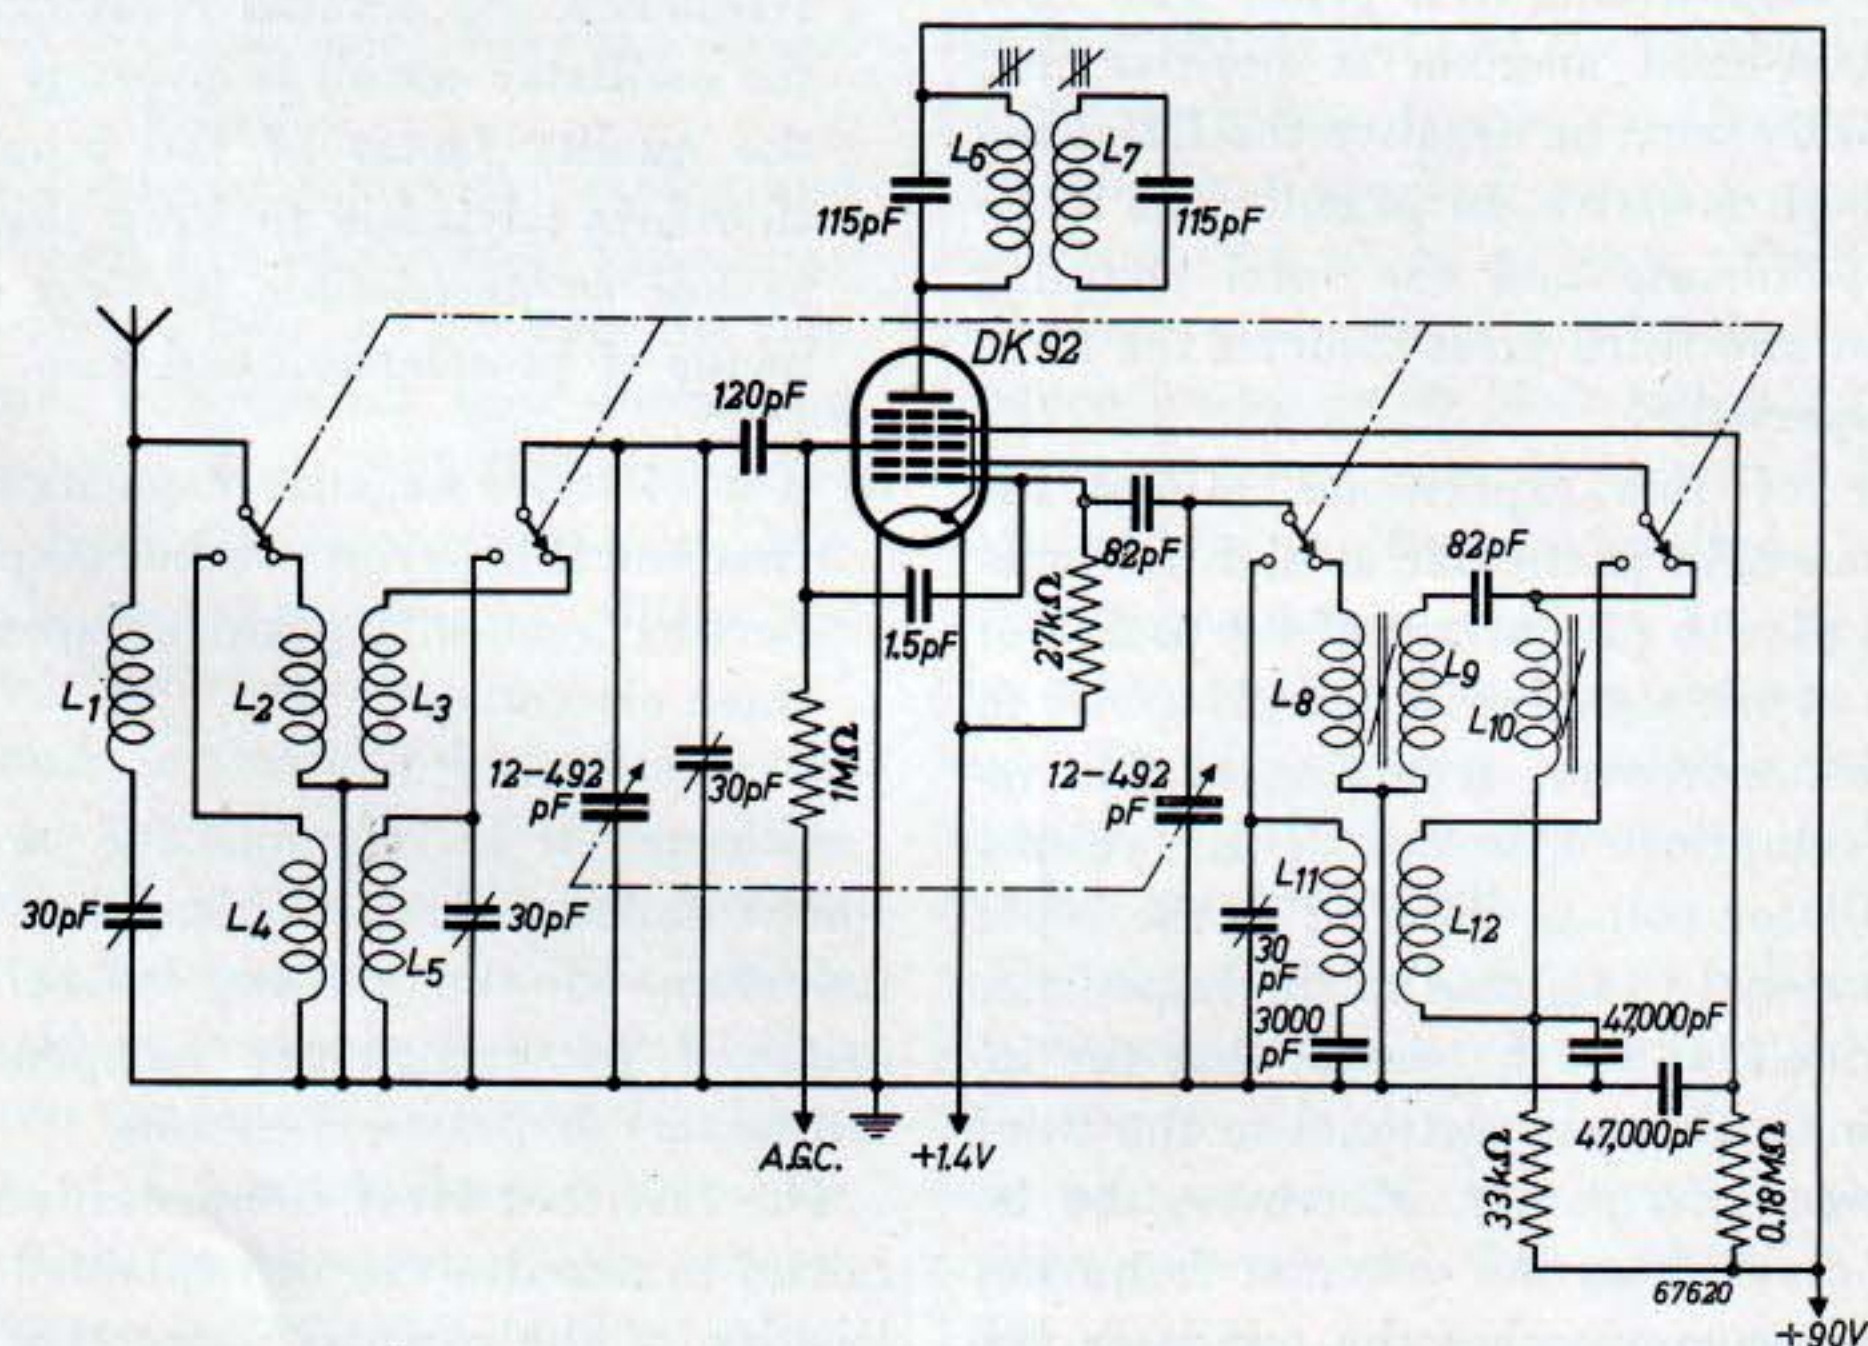 L6
L7
115pF
115pF
DK92
120pF
82pF
82pF
1.5pF
27kΩ
L1
L2
L3
L8
L9
L10
12-492
pF
30pF
1MΩ
12-492
pF
30pF
L4
L5
30pF
L11
30
pF
L12
3000
pF
47,000pF
47,000pF
A.G.C.
+1.4V
33kΩ
0.18MΩ
67620
+90V